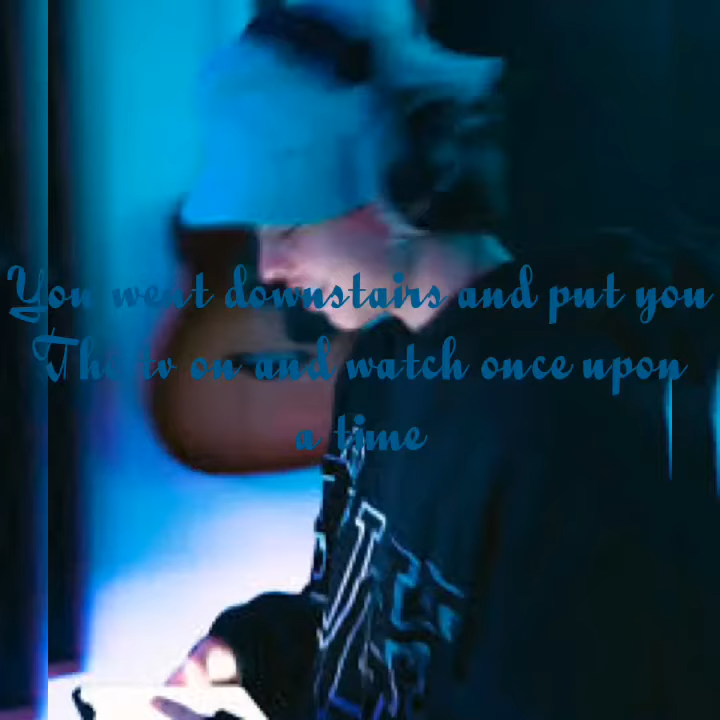 You went downstairs and put you
The tv on and watch once upon
a time